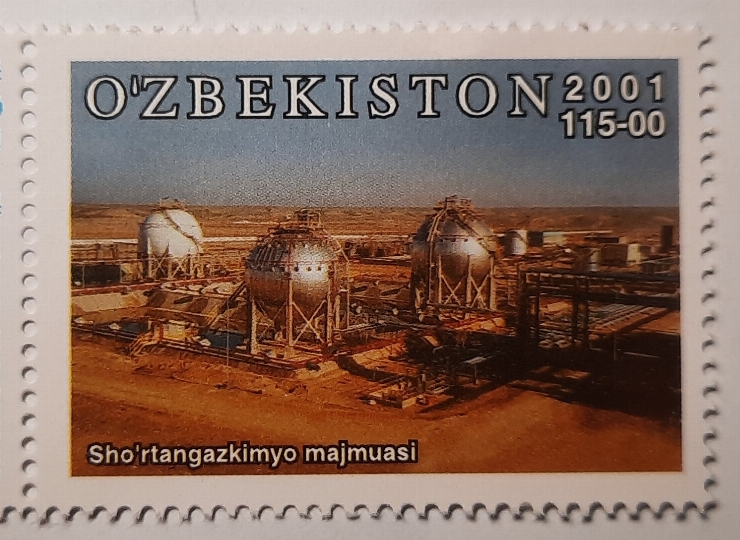 O'ZBEKISTON 2001
115-00
Sho'rtangazkimyo majmuasi